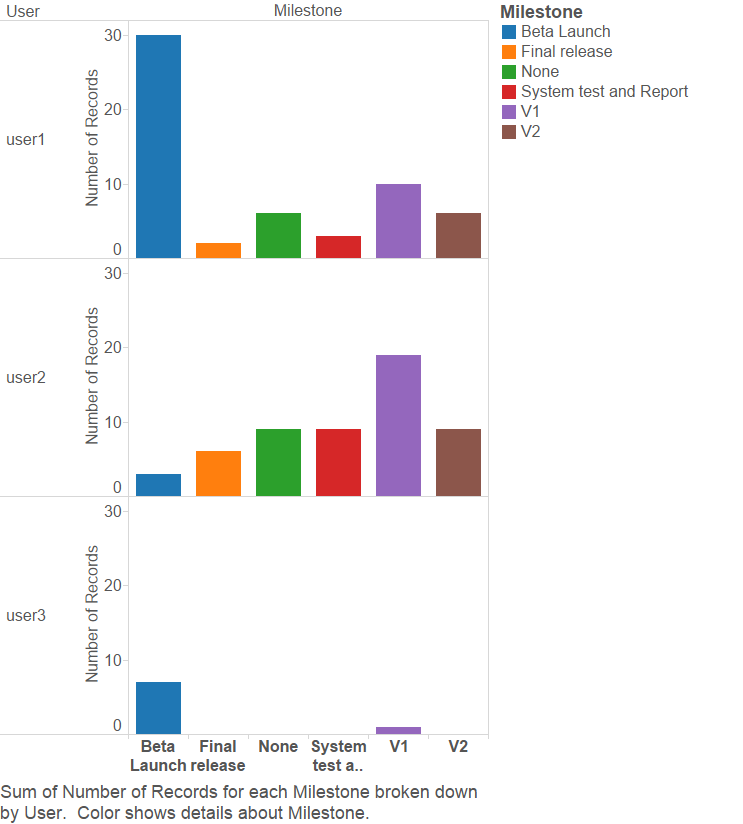 User
Milestone
Milestone
Beta Launch
Final release
None
System test and Report
V1
V2
user1
Number of Records
30
20
10
0
user2
Number of Records
30
20
10
0
user3
Number of Records
30
20
10
0
Beta
Launch
Final
release
None
System
test a..
V1
V2
Sum of Number of Records for each Milestone broken down
by User.  Color shows details about Milestone.